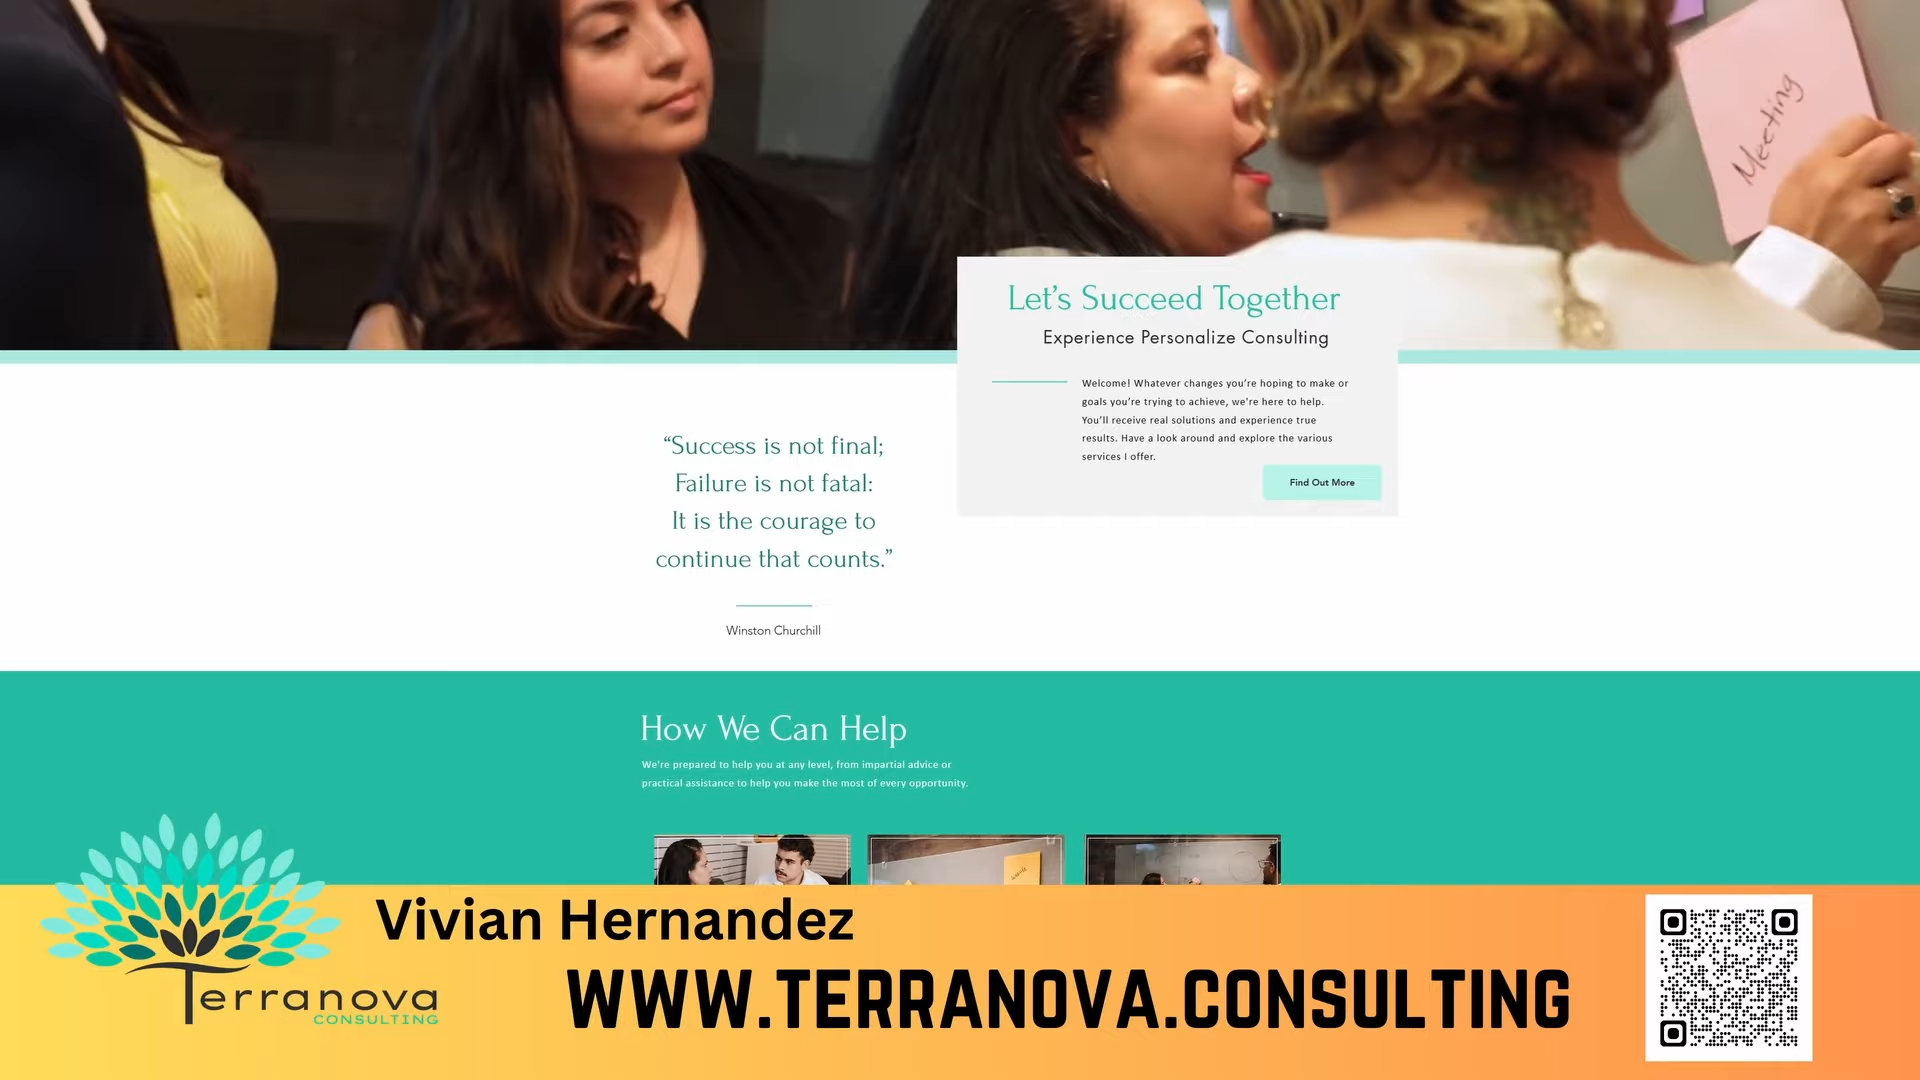 Meeting
Let’s Succeed Together
Experience Personalize Consulting
Welcome! Whatever changes you’re hoping to make or
goals you’re trying to achieve, we're here to help.
You’ll receive real solutions and experience true
results. Have a look around and explore the various
services I offer.
Find Out More
“Success is not final;
Failure is not fatal:
It is the courage to
continue that counts.”
Winston Churchill
How We Can Help
We're prepared to help you at any level, from impartial advice or
practical assistance to help you make the most of every opportunity.
Vivian Hernandez
WWW.TERRANOVA.CONSULTING
Terranova
CONSULTING